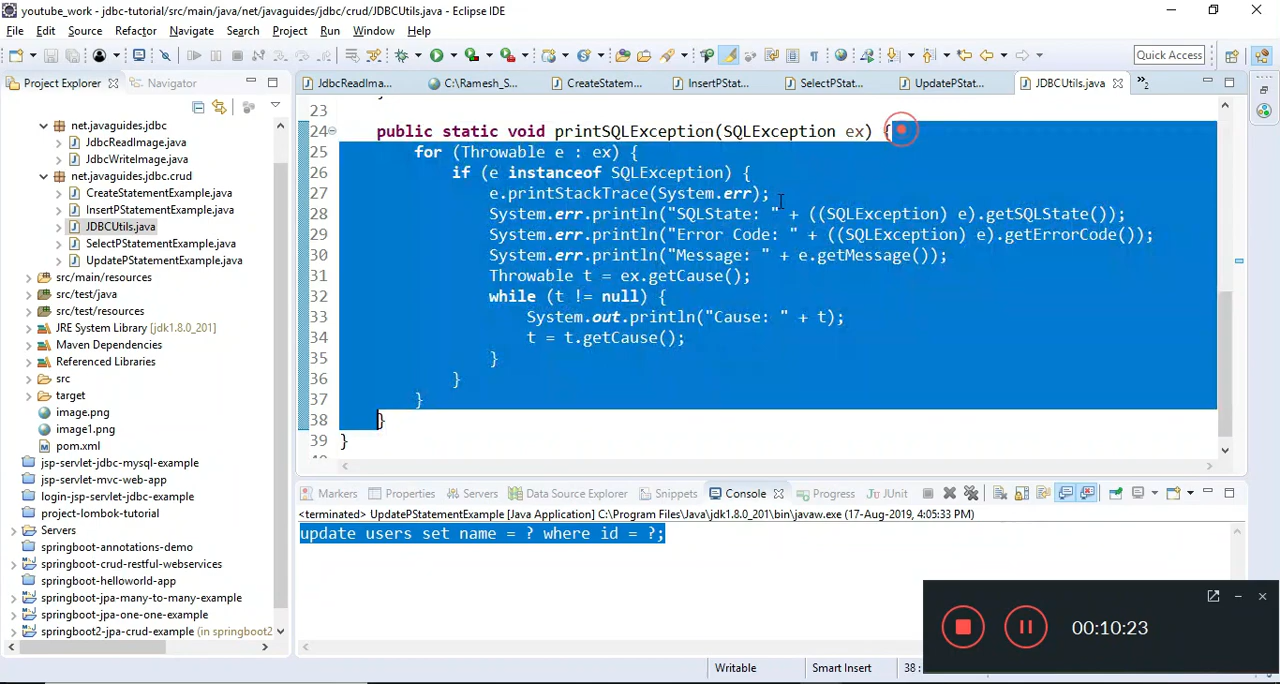 youtube_work - jdbc-tutorial/src/main/java/net/javaguides/jdbc/crud/JDBCUtils.java - Eclipse IDE
File Edit Source Refactor Navigate Search Project Run Window Help
Quick Access
Project Explorer Navigator
JdbcReadIma... C:\Ramesh_S... CreateStatem... InsertPStat... SelectPStat... UpdatePStat... JDBCUtils.java »2
net.javaguides.jdbc
JdbcReadImage.java
JdbcWriteImage.java
net.javaguides.jdbc.crud
CreateStatementExample.java
InsertPStatementExample.java
JDBCUtils.java
SelectPStatementExample.java
UpdatePStatementExample.java
src/main/resources
src/test/java
src/test/resources
JRE System Library [jdk1.8.0_201]
Maven Dependencies
Referenced Libraries
src
target
image.png
image1.png
pom.xml
jsp-servlet-jdbc-mysql-example
jsp-servlet-mvc-web-app
login-jsp-servlet-jdbc-example
project-lombok-tutorial
Servers
springboot-annotations-demo
springboot-crud-restful-webservices
springboot-helloworld-app
springboot-jpa-many-to-many-example
springboot-jpa-one-one-example
springboot2-jpa-crud-example (in springboot2
23
24 public static void printSQLException(SQLException ex) {
25 for (Throwable e : ex) {
26 if (e instanceof SQLException) {
27 e.printStackTrace(System.err);
28 System.err.println("SQLState: " + ((SQLException) e).getSQLState());
29 System.err.println("Error Code: " + ((SQLException) e).getErrorCode());
30 System.err.println("Message: " + e.getMessage());
31 Throwable t = ex.getCause();
32 while (t != null) {
33 System.out.println("Cause: " + t);
34 t = t.getCause();
35 }
36 }
37 }
38 }
39 }
Markers Properties Servers Data Source Explorer Snippets Console Progress JUnit
<terminated> UpdatePStatementExample [Java Application] C:\Program Files\Java\jdk1.8.0_201\bin\javaw.exe (17-Aug-2019, 4:05:33 PM)
update users set name = ? where id = ?;
00:10:23
Writable Smart Insert 38 :